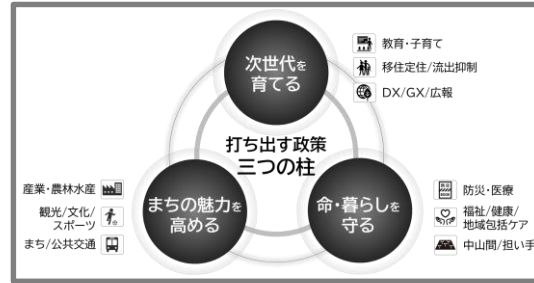 次世代を
育てる
教育・子育て
移住定住/流出抑制
DX/GX/広報
打ち出す政策
三つの柱
産業・農林水産
観光/文化/
スポーツ
まち/公共交通
まちの魅力を
高める
命・暮らしを
守る
防災・医療
福祉/健康/
地域包括ケア
中山間/担い手